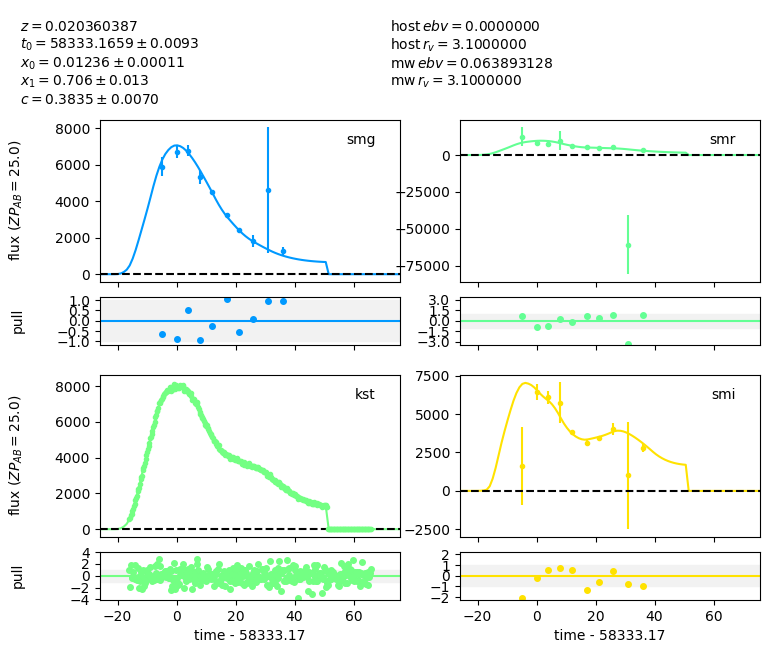 z = 0.020360387
t0 = 58333.1659 ± 0.0093
x0 = 0.01236 ± 0.00011
x1 = 0.706 ± 0.013
c = 0.3835 ± 0.0070
host ebv = 0.0000000
host rv = 3.1000000
mw ebv = 0.063893128
mw rv = 3.1000000
smg
8000
6000
4000
2000
0
flux (ZPAB = 25.0)
smr
0
−25000
−50000
−75000
1.0
0.5
0.0
−0.5
−1.0
pull
3.0
1.5
0.0
−1.5
−3.0
kst
8000
6000
4000
2000
0
flux (ZPAB = 25.0)
smi
7500
5000
2500
0
−2500
4
2
0
−2
−4
pull
−20 0 20 40 60
time - 58333.17
2
1
0
−1
−2
−20 0 20 40 60
time - 58333.17